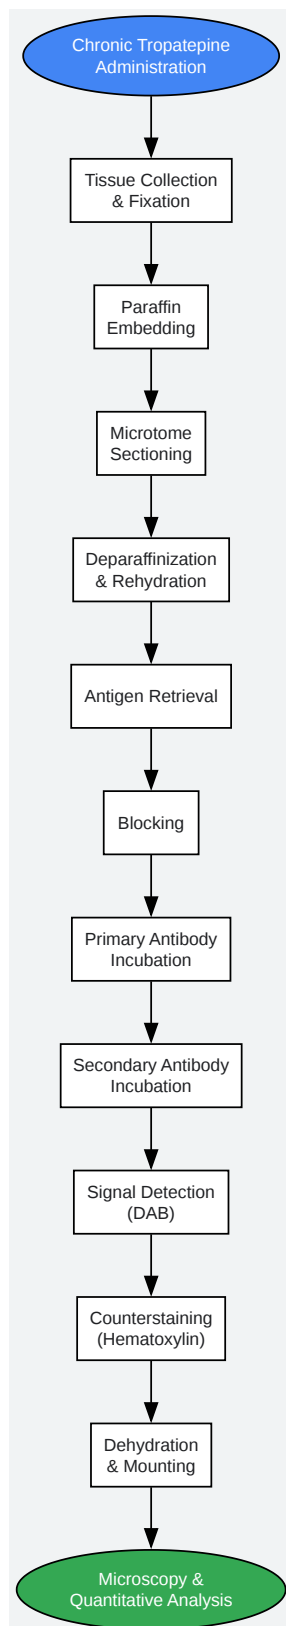 Chronic Tropatepine
Administration
Tissue Collection
& Fixation
Paraffin
Embedding
Microtome
Sectioning
Deparaffinization
& Rehydration
Antigen Retrieval
Blocking
Primary Antibody
Incubation
Secondary Antibody
Incubation
Signal Detection
(DAB)
Counterstaining
(Hematoxylin)
Dehydration
& Mounting
Microscopy &
Quantitative Analysis